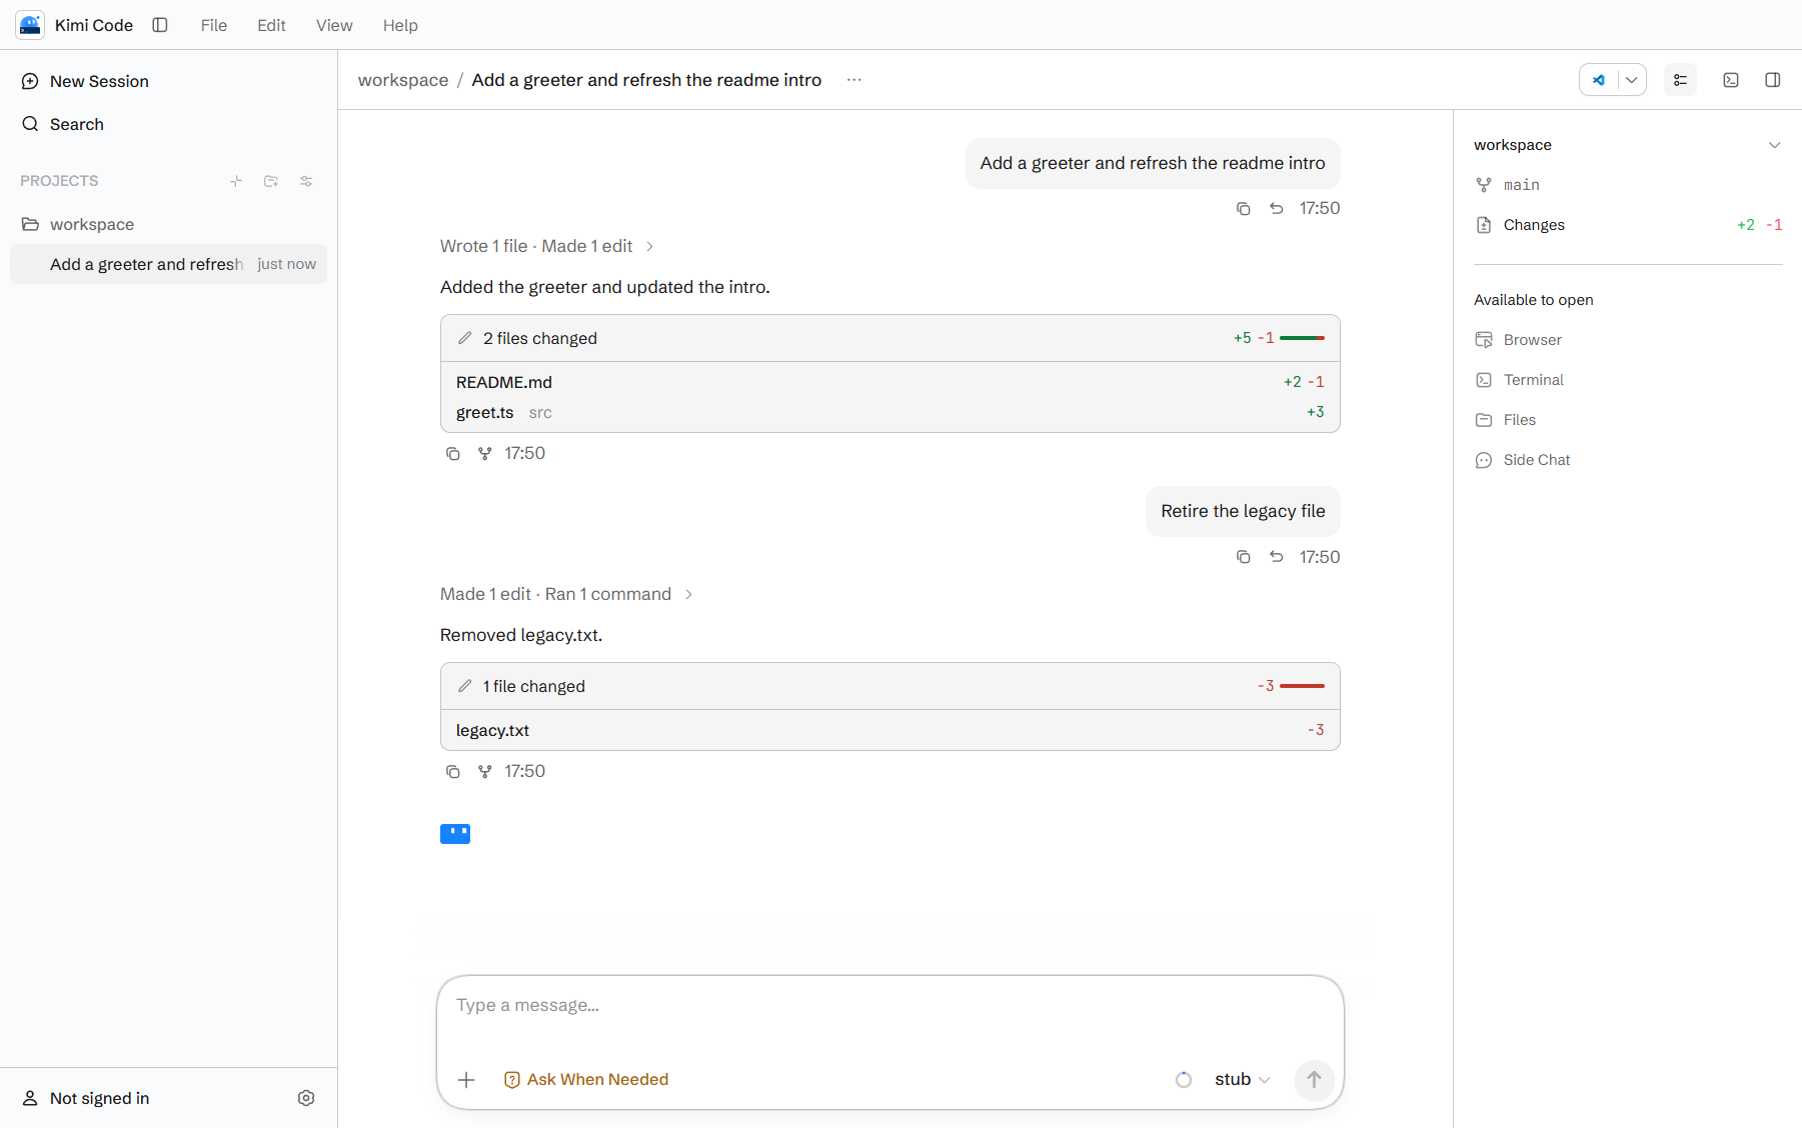 Kimi Code File Edit View Help
New Session
Search
PROJECTS
workspace
Add a greeter and refresh just now
Not signed in
workspace / Add a greeter and refresh the readme intro ...
Add a greeter and refresh the readme intro
17:50
Wrote 1 file · Made 1 edit
Added the greeter and updated the intro.
2 files changed +5 -1
README.md +2 -1
greet.ts src +3
17:50
Retire the legacy file
17:50
Made 1 edit · Ran 1 command
Removed legacy.txt.
1 file changed -3
legacy.txt -3
17:50
Type a message...
Ask When Needed stub
workspace
main
Changes +2 -1
Available to open
Browser
Terminal
Files
Side Chat